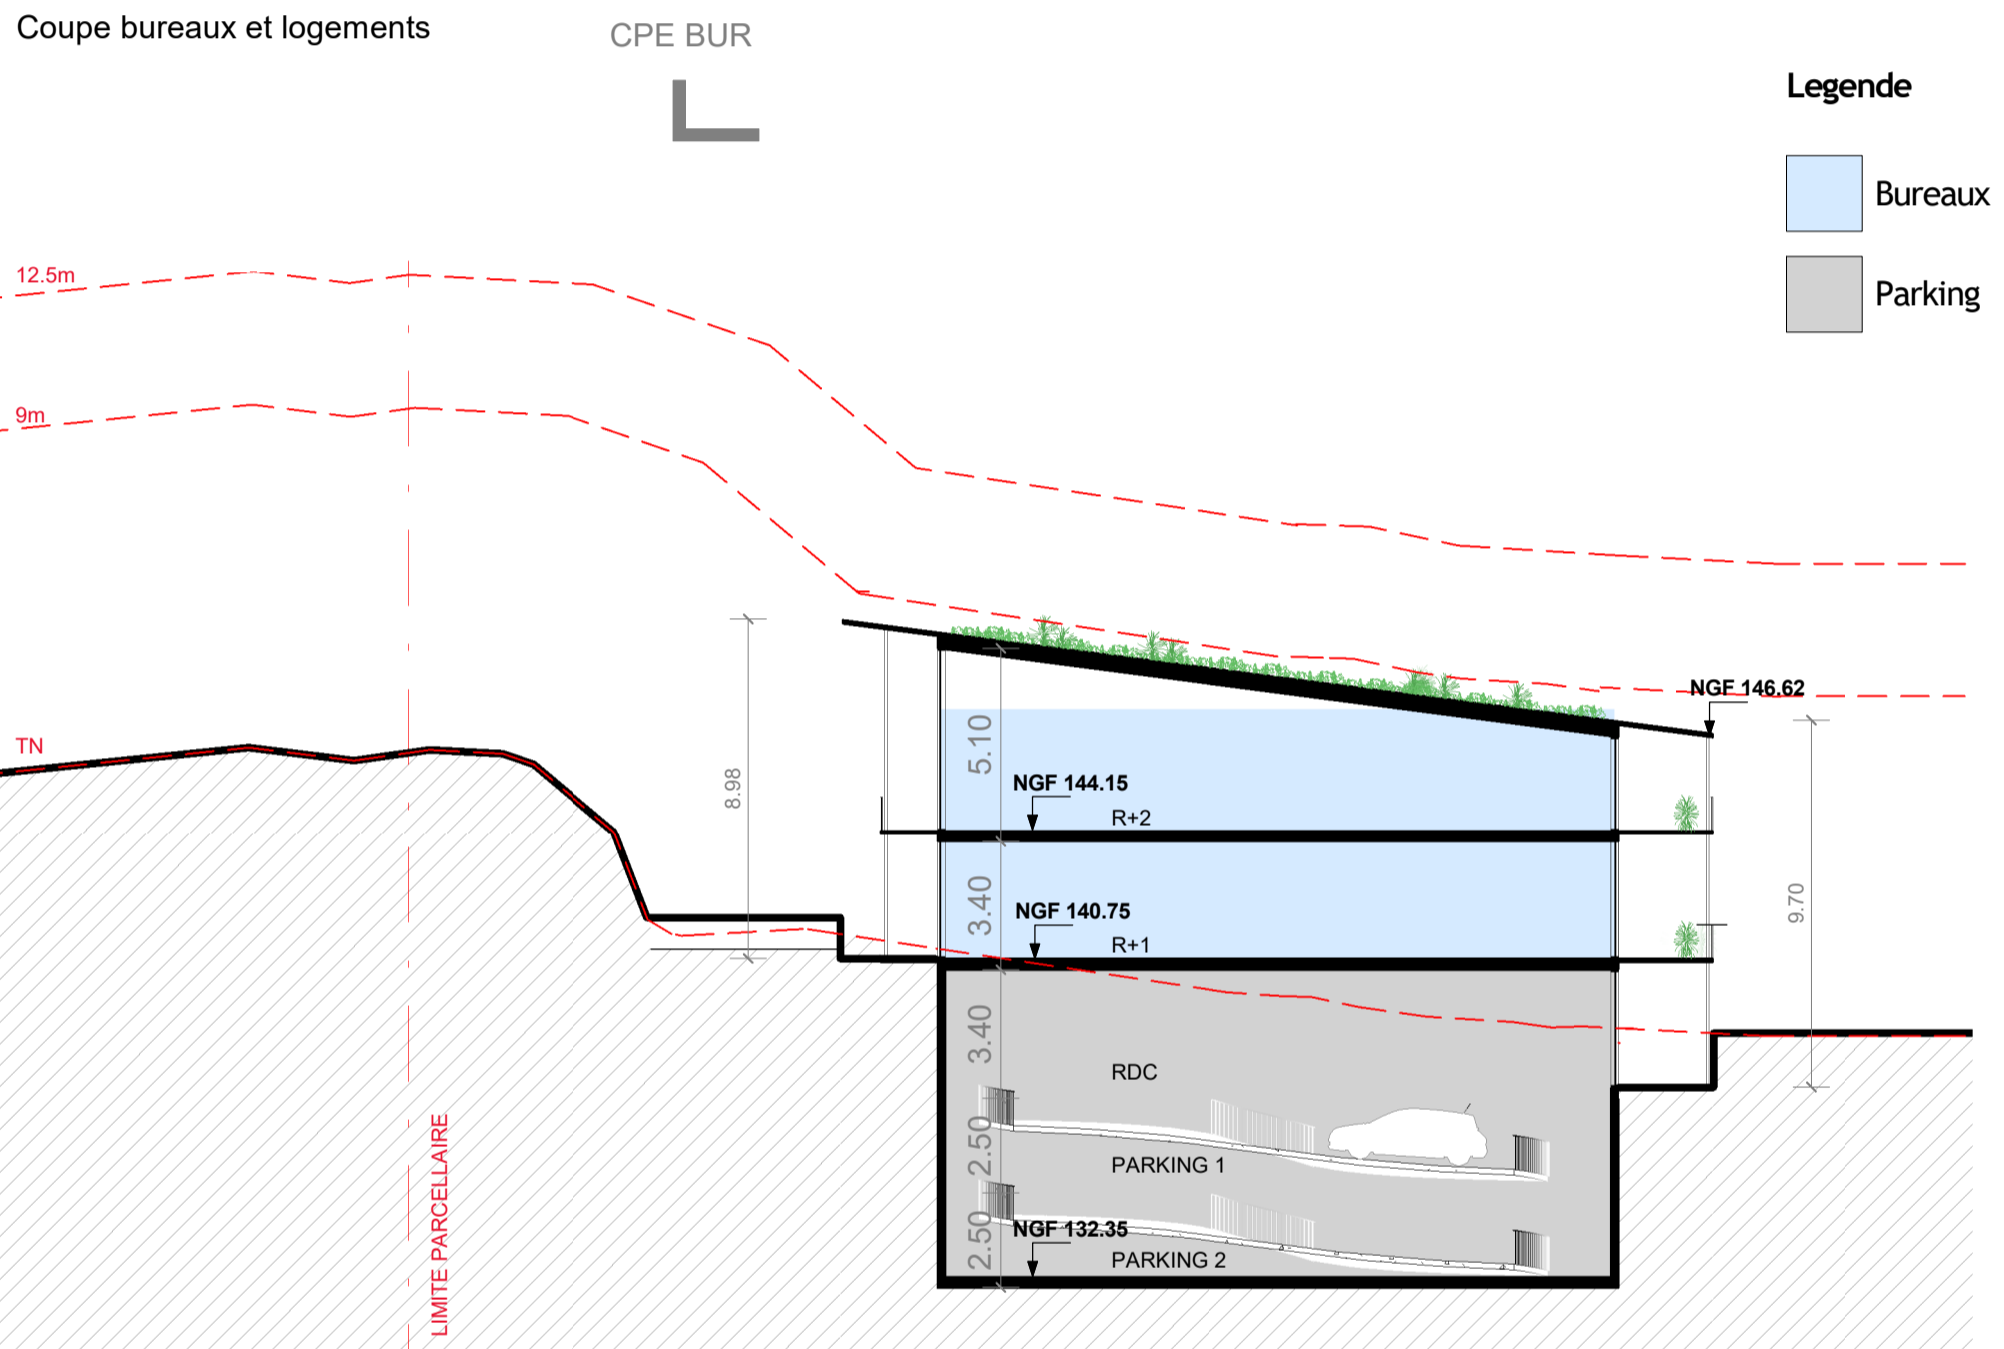 Coupe bureaux et logements
CPE BUR
Legende
Bureaux
Parking
12.5m
9m
TN
LIMITE PARCELLAIRE
8.98
NGF 146.62
9.70
5.10
NGF 144.15
R+2
3.40
NGF 140.75
R+1
3.40
RDC
2.50
PARKING 1
2.50
NGF 132.35
PARKING 2